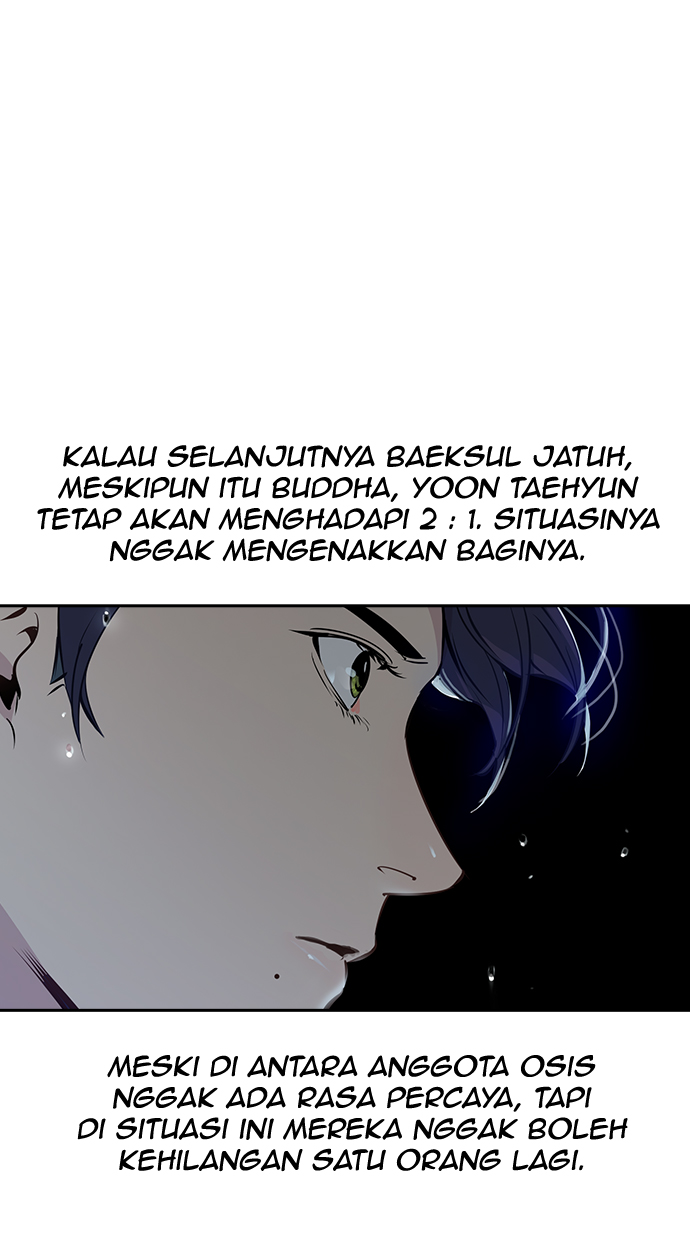 KALAU SELANJUTNYA BAEKSUL JATUH,
MESKIPUN ITU BUDDHA, YOON TAEHYUN
TETAP AKAN MENGHADAPI 2 : 1. SITUASINYA
NGGAK MENGENAKKAN BAGINYA.
MESKI DI ANTARA ANGGOTA OSIS
NGGAK ADA RASA PERCAYA, TAPI
DI SITUASI INI MEREKA NGGAK BOLEH
KEHILANGAN SATU ORANG LAGI.